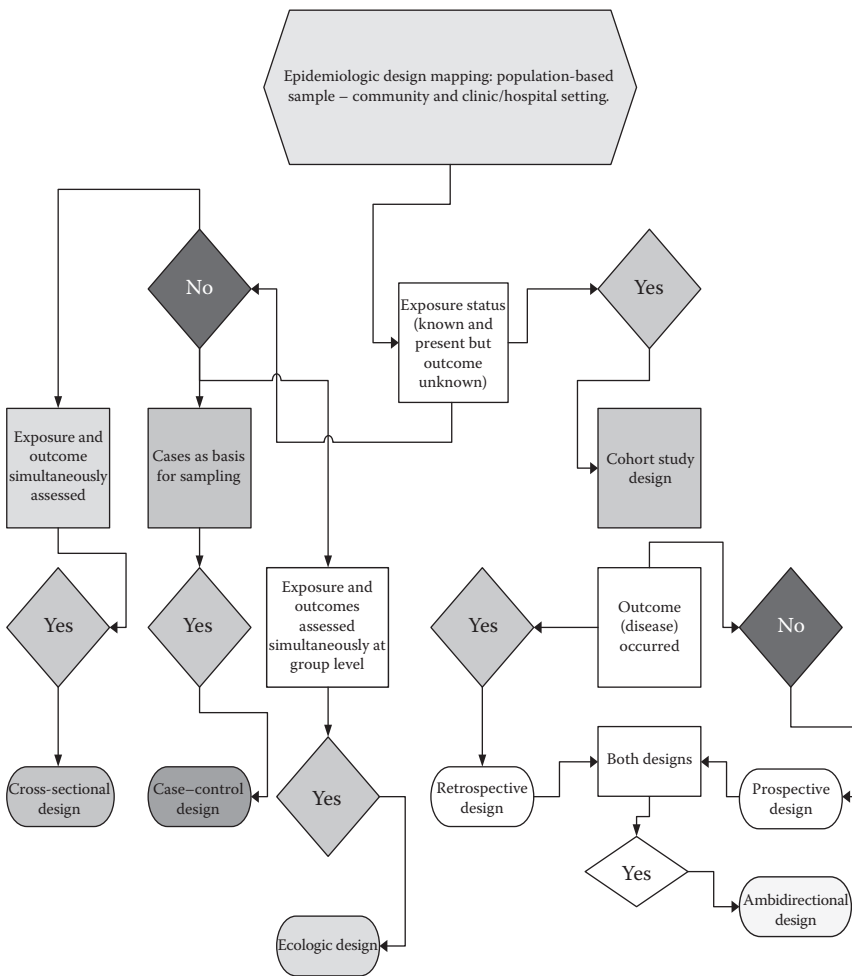 Epidemiologic design mapping: population-based
sample – community and clinic/hospital setting.
No
Exposure status
(known and
present but
outcome
unknown)
Yes
Exposure and
outcome
simultaneously
assessed
Cases as basis
for sampling
Cohort study
design
Yes
Yes
Exposure and
outcomes
assessed
simultaneously at
group level
Yes
Outcome
(disease)
occurred
No
Cross-sectional
design
Case–control
design
Yes
Retrospective
design
Both designs
Prospective
design
Yes
Ambidirectional
design
Ecologic design